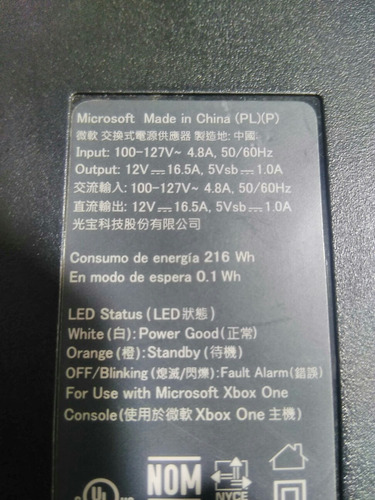 Microsoft Made in China (PL)(P)
微軟 交換式電源供應器 製造地: 中國
Input: 100-127V~ 4.8A, 50/60Hz
Output: 12V⎓16.5A, 5Vsb⎓1.0A
交流輸入: 100-127V~ 4.8A, 50/60Hz
直流輸出: 12V⎓16.5A, 5Vsb⎓1.0A
光宝科技股份有限公司
Consumo de energía 216 Wh
En modo de espera 0.1 Wh
LED Status (LED狀態)
White (白): Power Good (正常)
Orange (橙): Standby (待機)
OFF/Blinking (熄滅/閃爍): Fault Alarm (錯誤)
For Use with Microsoft Xbox One
Console (使用於微軟 Xbox One 主機)
UL US
NOM
NYCE